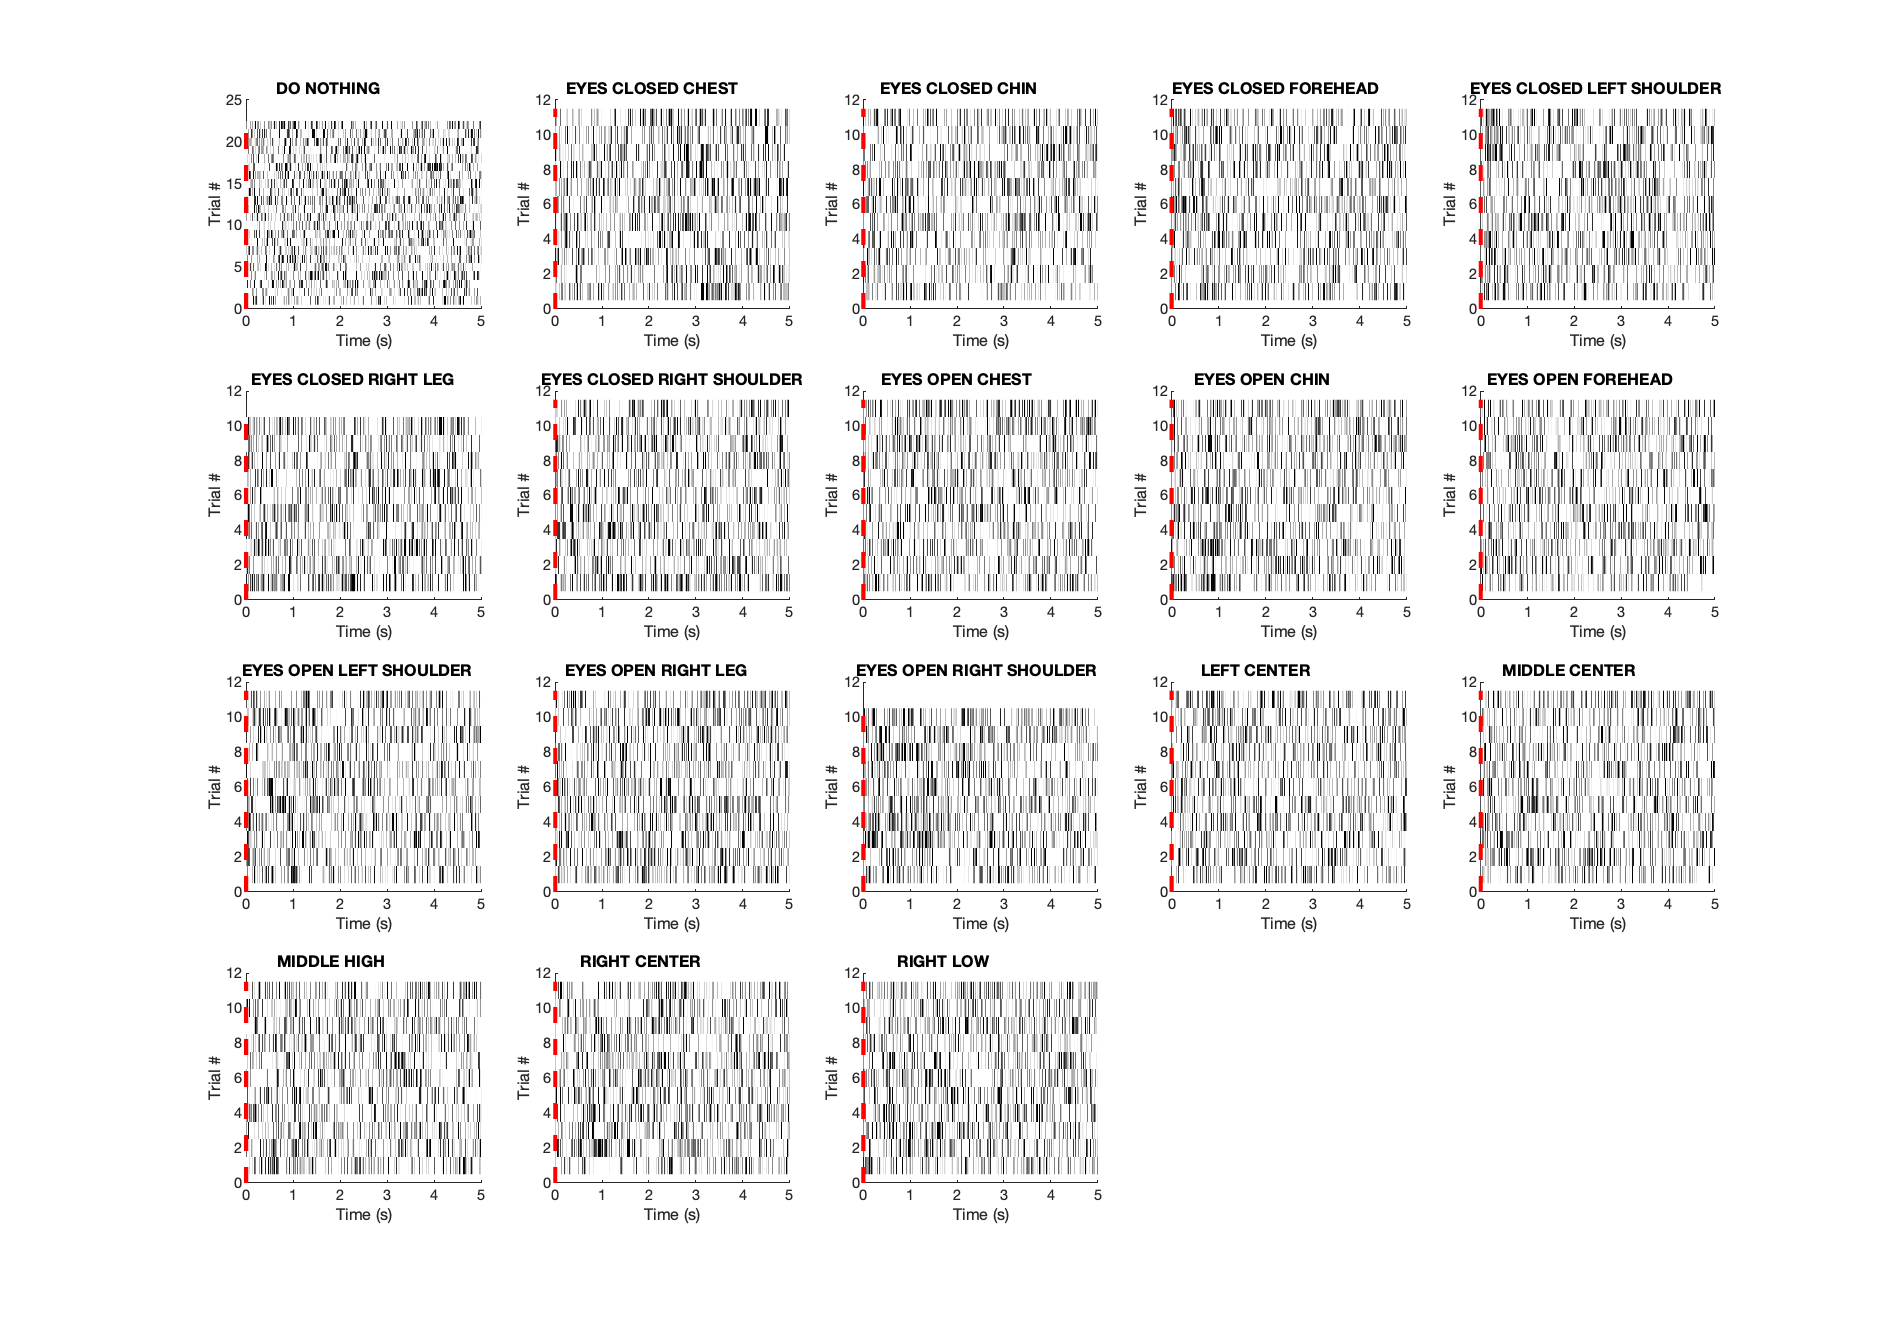 DO NOTHING
25
20
15
10
5
0
Trial #
0 1 2 3 4 5
Time (s)
EYES CLOSED CHEST
12
10
8
6
4
2
0
Trial #
0 1 2 3 4 5
Time (s)
EYES CLOSED CHIN
12
10
8
6
4
2
0
Trial #
0 1 2 3 4 5
Time (s)
EYES CLOSED FOREHEAD
12
10
8
6
4
2
0
Trial #
0 1 2 3 4 5
Time (s)
EYES CLOSED LEFT SHOULDER
12
10
8
6
4
2
0
Trial #
0 1 2 3 4 5
Time (s)
EYES CLOSED RIGHT LEG
12
10
8
6
4
2
0
Trial #
0 1 2 3 4 5
Time (s)
EYES CLOSED RIGHT SHOULDER
12
10
8
6
4
2
0
Trial #
0 1 2 3 4 5
Time (s)
EYES OPEN CHEST
12
10
8
6
4
2
0
Trial #
0 1 2 3 4 5
Time (s)
EYES OPEN CHIN
12
10
8
6
4
2
0
Trial #
0 1 2 3 4 5
Time (s)
EYES OPEN FOREHEAD
12
10
8
6
4
2
0
Trial #
0 1 2 3 4 5
Time (s)
EYES OPEN LEFT SHOULDER
12
10
8
6
4
2
0
Trial #
0 1 2 3 4 5
Time (s)
EYES OPEN RIGHT LEG
12
10
8
6
4
2
0
Trial #
0 1 2 3 4 5
Time (s)
EYES OPEN RIGHT SHOULDER
12
10
8
6
4
2
0
Trial #
0 1 2 3 4 5
Time (s)
LEFT CENTER
12
10
8
6
4
2
0
Trial #
0 1 2 3 4 5
Time (s)
MIDDLE CENTER
12
10
8
6
4
2
0
Trial #
0 1 2 3 4 5
Time (s)
MIDDLE HIGH
12
10
8
6
4
2
0
Trial #
0 1 2 3 4 5
Time (s)
RIGHT CENTER
12
10
8
6
4
2
0
Trial #
0 1 2 3 4 5
Time (s)
RIGHT LOW
12
10
8
6
4
2
0
Trial #
0 1 2 3 4 5
Time (s)